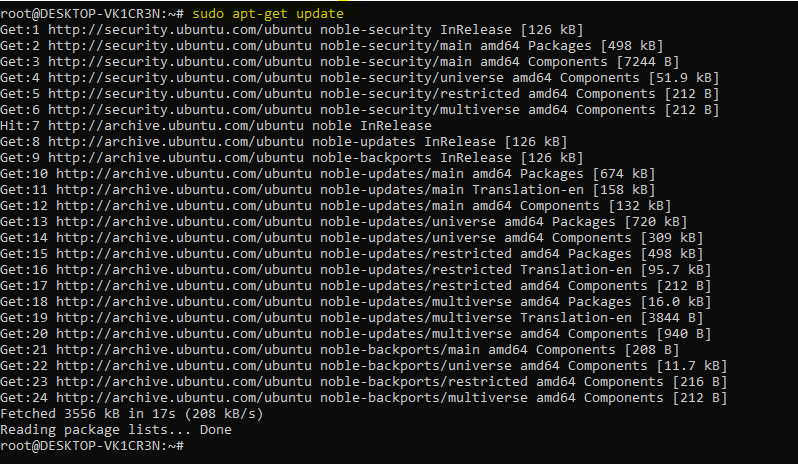 root@DESKTOP-VK1CR3N:~# sudo apt-get update
Get:1 http://security.ubuntu.com/ubuntu noble-security InRelease [126 kB]
Get:2 http://security.ubuntu.com/ubuntu noble-security/main amd64 Packages [498 kB]
Get:3 http://security.ubuntu.com/ubuntu noble-security/main amd64 Components [7244 B]
Get:4 http://security.ubuntu.com/ubuntu noble-security/universe amd64 Components [51.9 kB]
Get:5 http://security.ubuntu.com/ubuntu noble-security/restricted amd64 Components [212 B]
Get:6 http://security.ubuntu.com/ubuntu noble-security/multiverse amd64 Components [212 B]
Hit:7 http://archive.ubuntu.com/ubuntu noble InRelease
Get:8 http://archive.ubuntu.com/ubuntu noble-updates InRelease [126 kB]
Get:9 http://archive.ubuntu.com/ubuntu noble-backports InRelease [126 kB]
Get:10 http://archive.ubuntu.com/ubuntu noble-updates/main amd64 Packages [674 kB]
Get:11 http://archive.ubuntu.com/ubuntu noble-updates/main Translation-en [158 kB]
Get:12 http://archive.ubuntu.com/ubuntu noble-updates/main amd64 Components [132 kB]
Get:13 http://archive.ubuntu.com/ubuntu noble-updates/universe amd64 Packages [720 kB]
Get:14 http://archive.ubuntu.com/ubuntu noble-updates/universe amd64 Components [309 kB]
Get:15 http://archive.ubuntu.com/ubuntu noble-updates/restricted amd64 Packages [498 kB]
Get:16 http://archive.ubuntu.com/ubuntu noble-updates/restricted Translation-en [95.7 kB]
Get:17 http://archive.ubuntu.com/ubuntu noble-updates/restricted amd64 Components [212 B]
Get:18 http://archive.ubuntu.com/ubuntu noble-updates/multiverse amd64 Packages [16.0 kB]
Get:19 http://archive.ubuntu.com/ubuntu noble-updates/multiverse Translation-en [3844 B]
Get:20 http://archive.ubuntu.com/ubuntu noble-updates/multiverse amd64 Components [940 B]
Get:21 http://archive.ubuntu.com/ubuntu noble-backports/main amd64 Components [208 B]
Get:22 http://archive.ubuntu.com/ubuntu noble-backports/universe amd64 Components [11.7 kB]
Get:23 http://archive.ubuntu.com/ubuntu noble-backports/restricted amd64 Components [216 B]
Get:24 http://archive.ubuntu.com/ubuntu noble-backports/multiverse amd64 Components [212 B]
Fetched 3556 kB in 17s (208 kB/s)
Reading package lists... Done
root@DESKTOP-VK1CR3N:~#